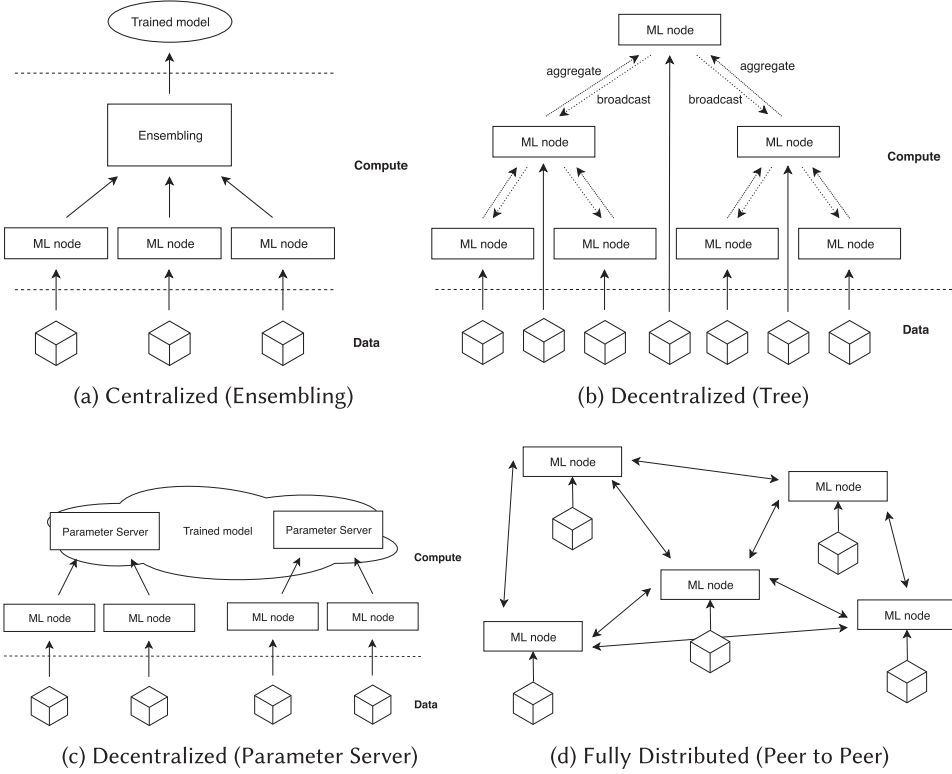 Trained model
Ensembling
Compute
ML node ML node ML node
Data
(a) Centralized (Ensembling)
ML node
aggregate aggregate
broadcast broadcast
ML node ML node
Compute
ML node ML node ML node ML node
Data
(b) Decentralized (Tree)
Parameter Server Trained model Parameter Server
Compute
ML node ML node ML node ML node
Data
(c) Decentralized (Parameter Server)
ML node
ML node
ML node
ML node
ML node
(d) Fully Distributed (Peer to Peer)